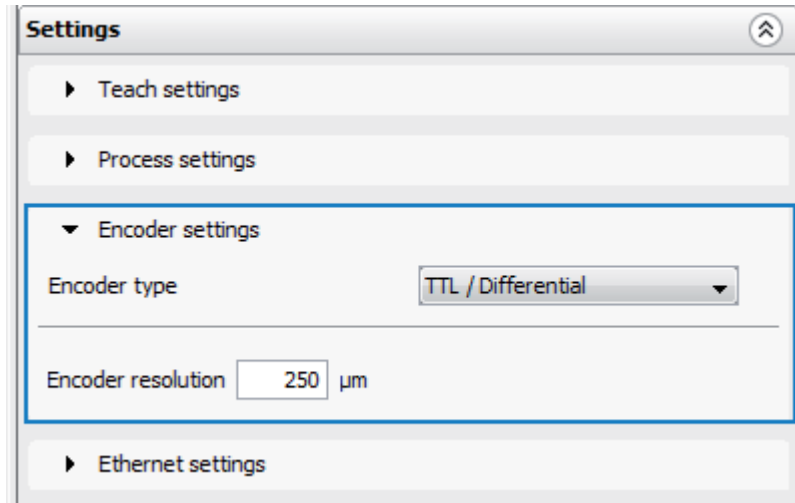 Settings
Teach settings
Process settings
Encoder settings
Encoder type TTL / Differential
Encoder resolution 250 µm
Ethernet settings